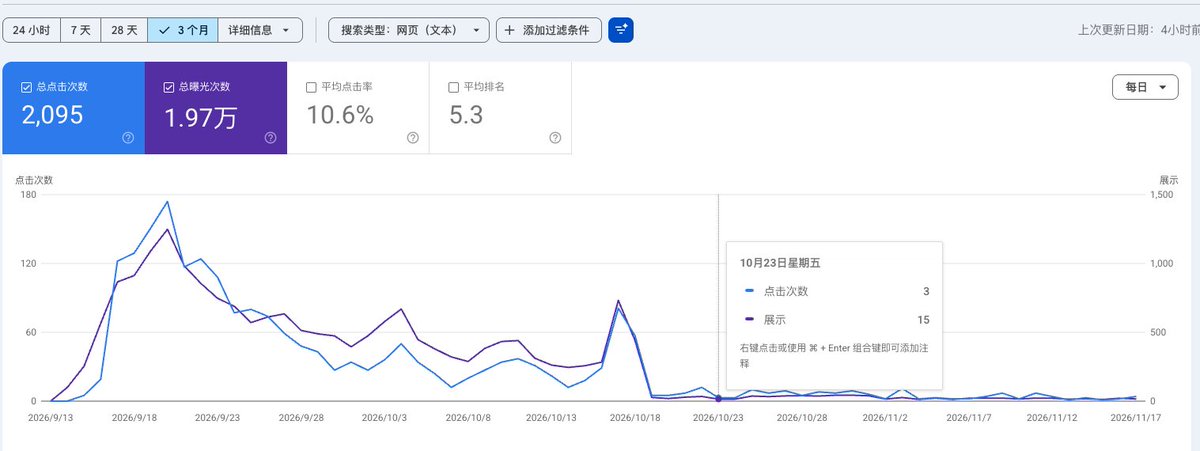 24 小时 7 天 28 天 3 个月 详细信息 搜索类型：网页（文本） 添加过滤条件 上次更新日期：4小时前
总点击次数 总曝光次数 平均点击率 平均排名 每日
2,095 1.97万 10.6% 5.3
点击次数 展示
180 1,500
120 1,000
60 500
0 0
10月23日星期五
点击次数 3
展示 15
右键点击或使用 ⌘ + Enter 组合键即可添加注
释
2026/9/13 2026/9/18 2026/9/23 2026/9/28 2026/10/3 2026/10/8 2026/10/13 2026/10/18 2026/10/23 2026/10/28 2026/11/2 2026/11/7 2026/11/12 2026/11/17